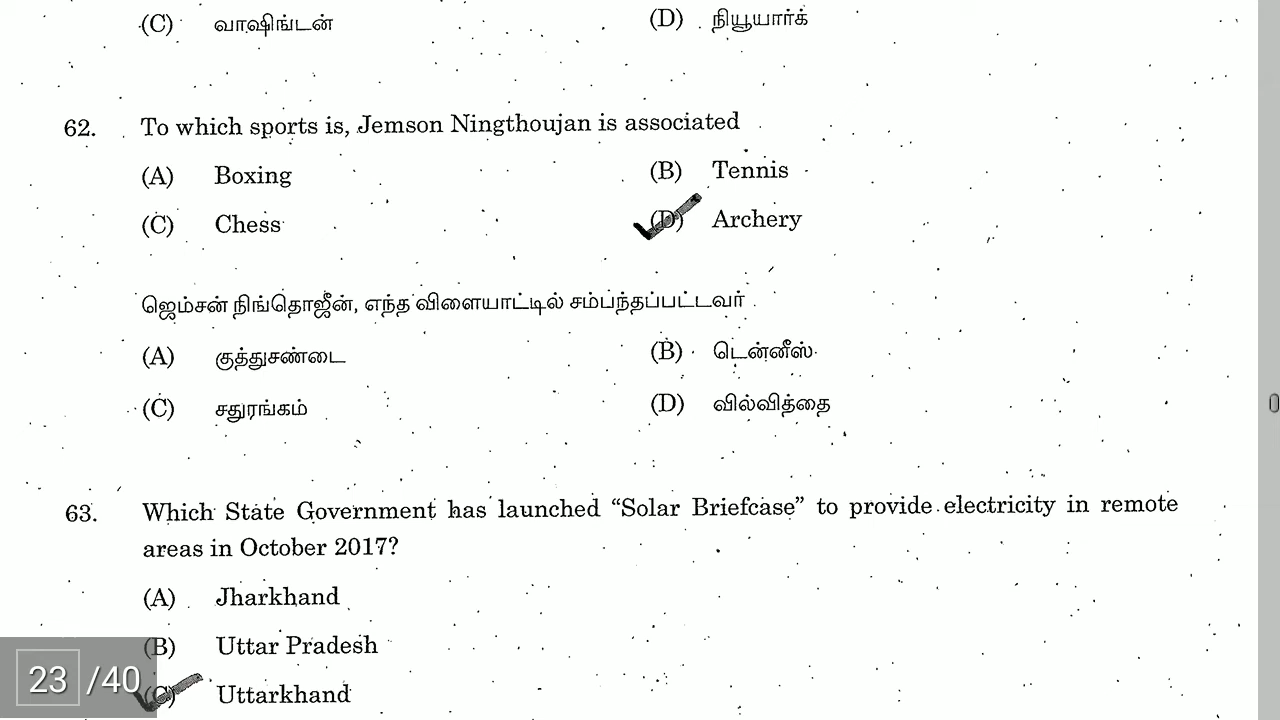 (C) வாஷிங்டன் (D) நியூயார்க்
62. To which sports is, Jemson Ningthoujan is associated
(A) Boxing (B) Tennis
(C) Chess (D) Archery
ஜெம்சன் நிங்தொஜீன், எந்த விளையாட்டில் சம்பந்தப்பட்டவர்
(A) குத்துசண்டை (B) டென்னீஸ்
(C) சதுரங்கம் (D) வில்வித்தை
63. Which State Government has launched “Solar Briefcase” to provide electricity in remote
areas in October 2017?
(A) Jharkhand
(B) Uttar Pradesh
(C) Uttarkhand
23 /40